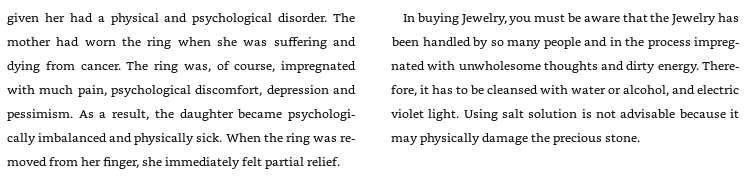 given her had a physical and psychological disorder. The
mother had worn the ring when she was suffering and
dying from cancer. The ring was, of course, impregnated
with much pain, psychological discomfort, depression and
pessimism. As a result, the daughter became psychologi-
cally imbalanced and physically sick. When the ring was re-
moved from her finger, she immediately felt partial relief.
In buying Jewelry, you must be aware that the Jewelry has
been handled by so many people and in the process impreg-
nated with unwholesome thoughts and dirty energy. There-
fore, it has to be cleansed with water or alcohol, and electric
violet light. Using salt solution is not advisable because it
may physically damage the precious stone.